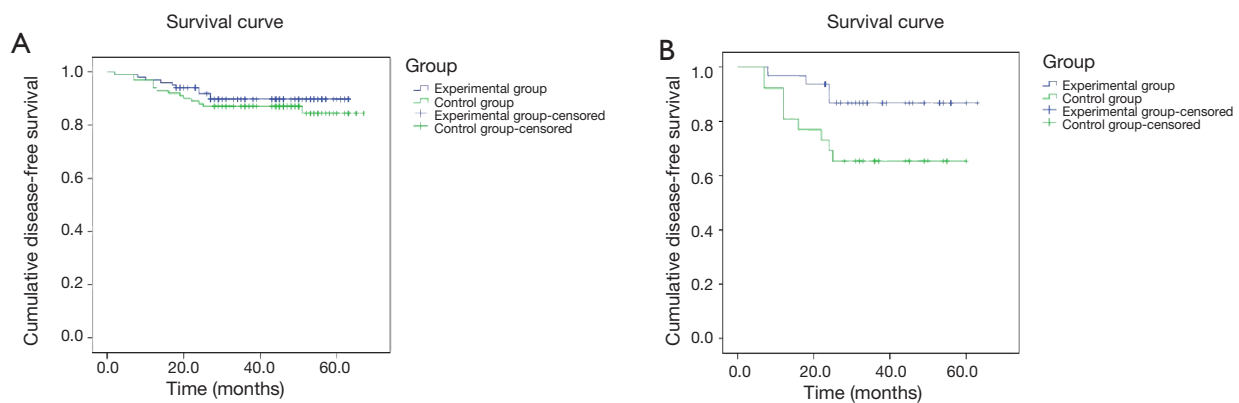 A
Survival curve
Cumulative disease-free survival
1.0
0.8
0.6
0.4
0.2
0.0
0.0 20.0 40.0 60.0
Time (months)
Group
Experimental group
Control group
Experimental group-censored
Control group-censored
B
Survival curve
Cumulative disease-free survival
1.0
0.8
0.6
0.4
0.2
0.0
0.0 20.0 40.0 60.0
Time (months)
Group
Experimental group
Control group
Experimental group-censored
Control group-censored